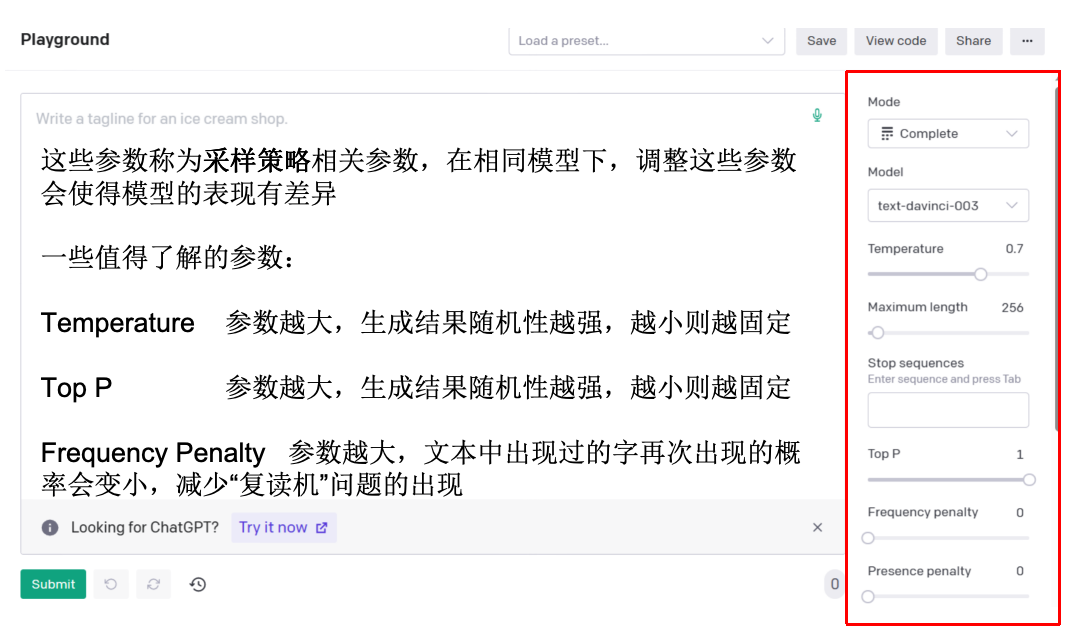 Playground
Load a preset...
Save
View code
Share
...
Write a tagline for an ice cream shop.
这些参数称为采样策略相关参数，在相同模型下，调整这些参数
会使得模型的表现有差异
一些值得了解的参数：
Temperature 参数越大，生成结果随机性越强，越小则越固定
Top P 参数越大，生成结果随机性越强，越小则越固定
Frequency Penalty 参数越大，文本中出现过的字再次出现的概
率会变小，减少“复读机”问题的出现
Looking for ChatGPT? Try it now
Submit
0
Mode
Complete
Model
text-davinci-003
Temperature 0.7
Maximum length 256
Stop sequences
Enter sequence and press Tab
Top P 1
Frequency penalty 0
Presence penalty 0